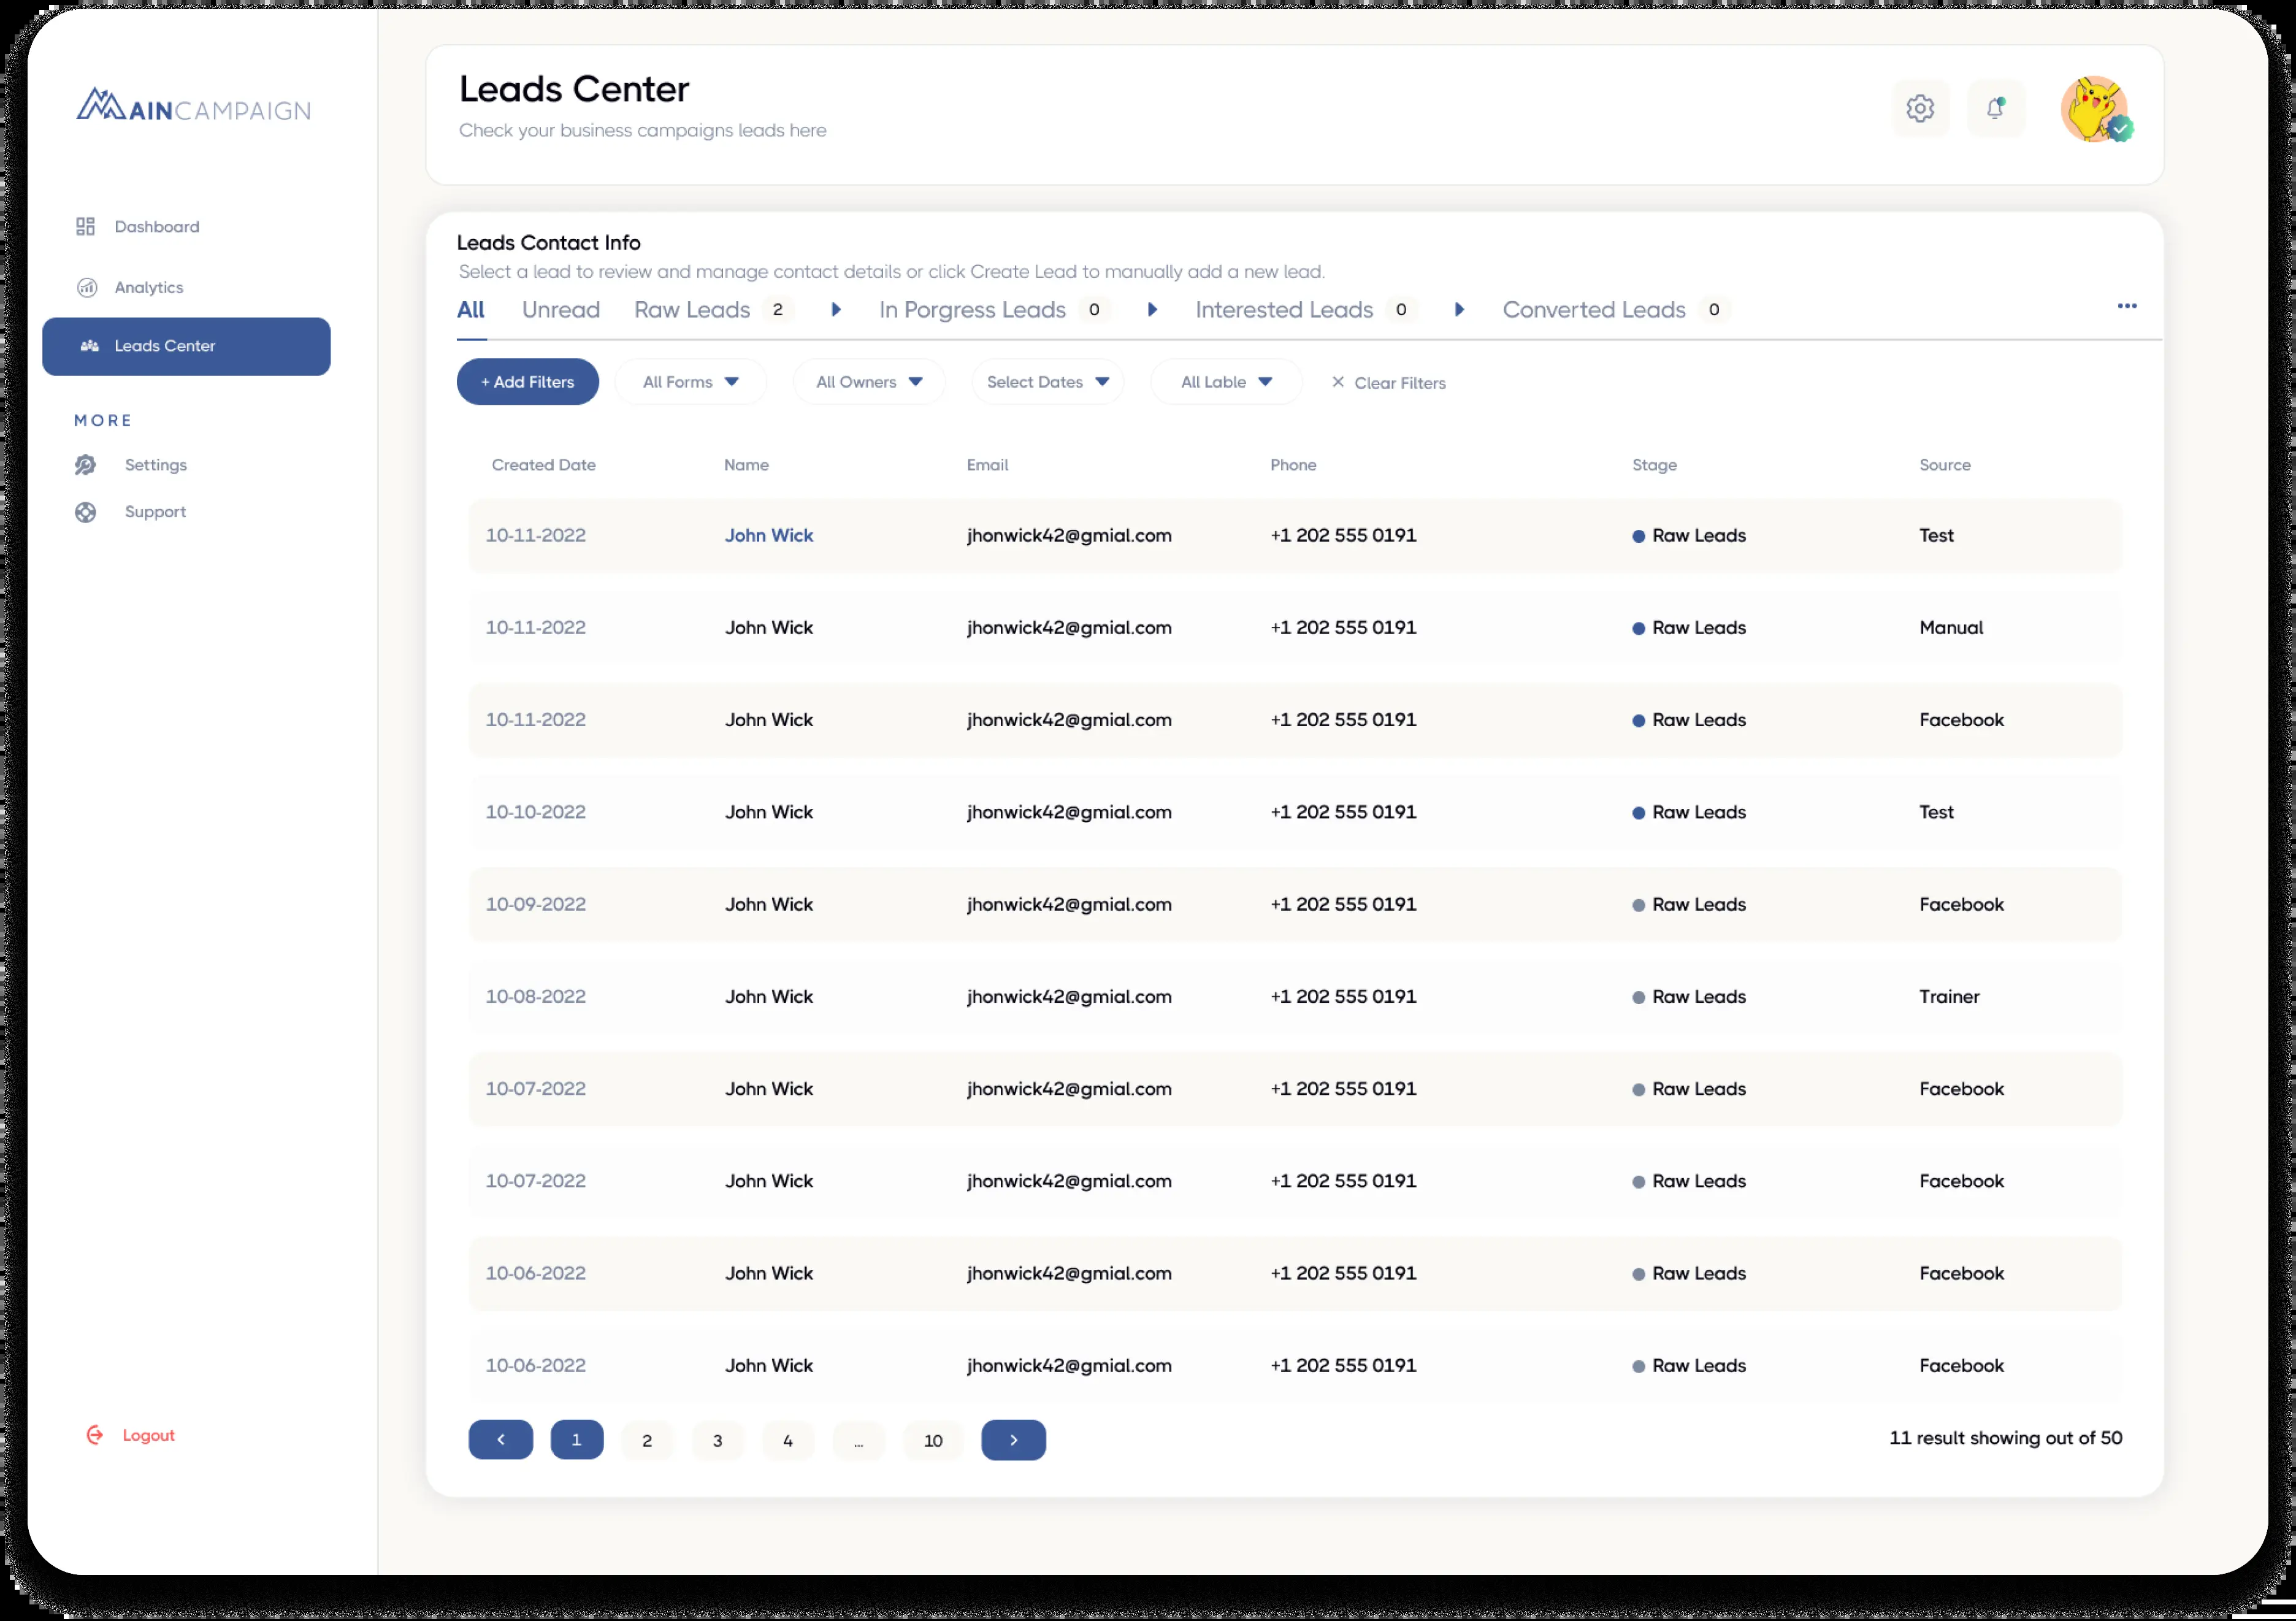 MAINCAMPAIGN
Dashboard
Analytics
Leads Center
MORE
Settings
Support
Logout
Leads Center
Check your business campaigns leads here
Leads Contact Info
Select a lead to review and manage contact details or click Create Lead to manually add a new lead.
All Unread Raw Leads 2 In Porgress Leads 0 Interested Leads 0 Converted Leads 0 •••
+ Add Filters All Forms All Owners Select Dates All Lable × Clear Filters
Created Date Name Email Phone Stage Source
10-11-2022 John Wick jhonwick42@gmial.com +1 202 555 0191 Raw Leads Test
10-11-2022 John Wick jhonwick42@gmial.com +1 202 555 0191 Raw Leads Manual
10-11-2022 John Wick jhonwick42@gmial.com +1 202 555 0191 Raw Leads Facebook
10-10-2022 John Wick jhonwick42@gmial.com +1 202 555 0191 Raw Leads Test
10-09-2022 John Wick jhonwick42@gmial.com +1 202 555 0191 Raw Leads Facebook
10-08-2022 John Wick jhonwick42@gmial.com +1 202 555 0191 Raw Leads Trainer
10-07-2022 John Wick jhonwick42@gmial.com +1 202 555 0191 Raw Leads Facebook
10-07-2022 John Wick jhonwick42@gmial.com +1 202 555 0191 Raw Leads Facebook
10-06-2022 John Wick jhonwick42@gmial.com +1 202 555 0191 Raw Leads Facebook
10-06-2022 John Wick jhonwick42@gmial.com +1 202 555 0191 Raw Leads Facebook
< 1 2 3 4 ... 10 > 11 result showing out of 50